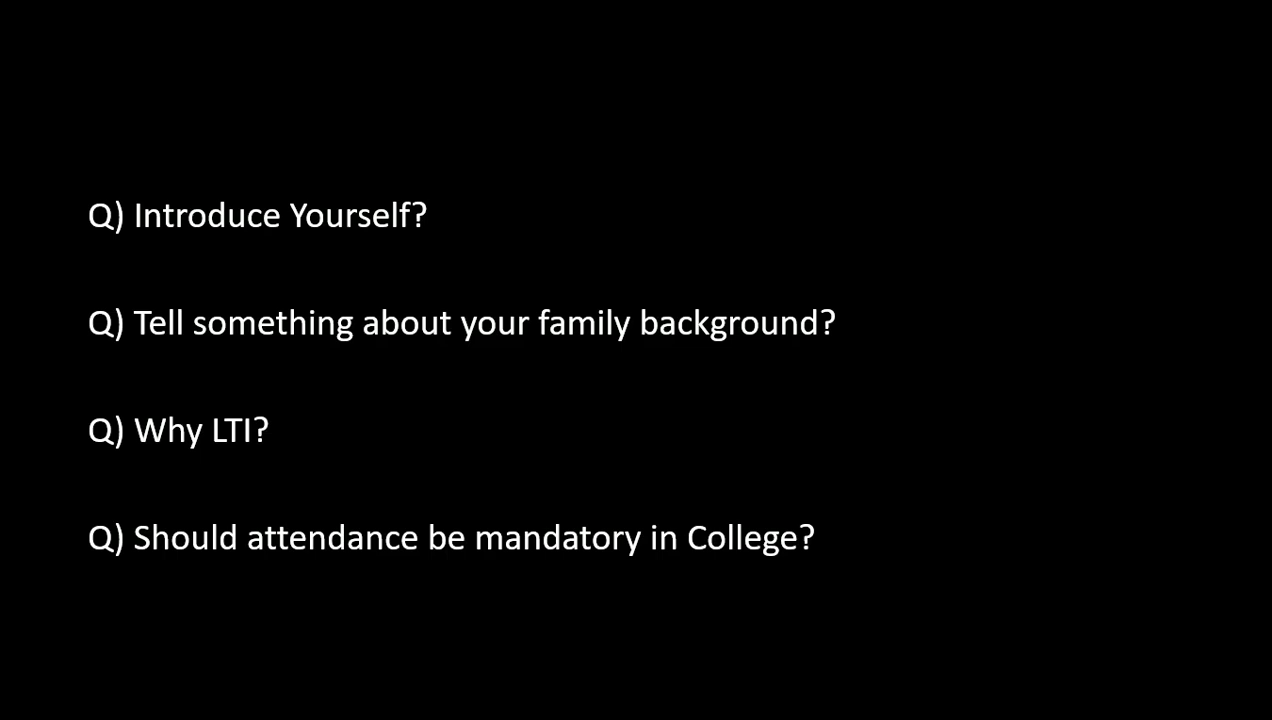 Q) Introduce Yourself?
Q) Tell something about your family background?
Q) Why LTI?
Q) Should attendance be mandatory in College?